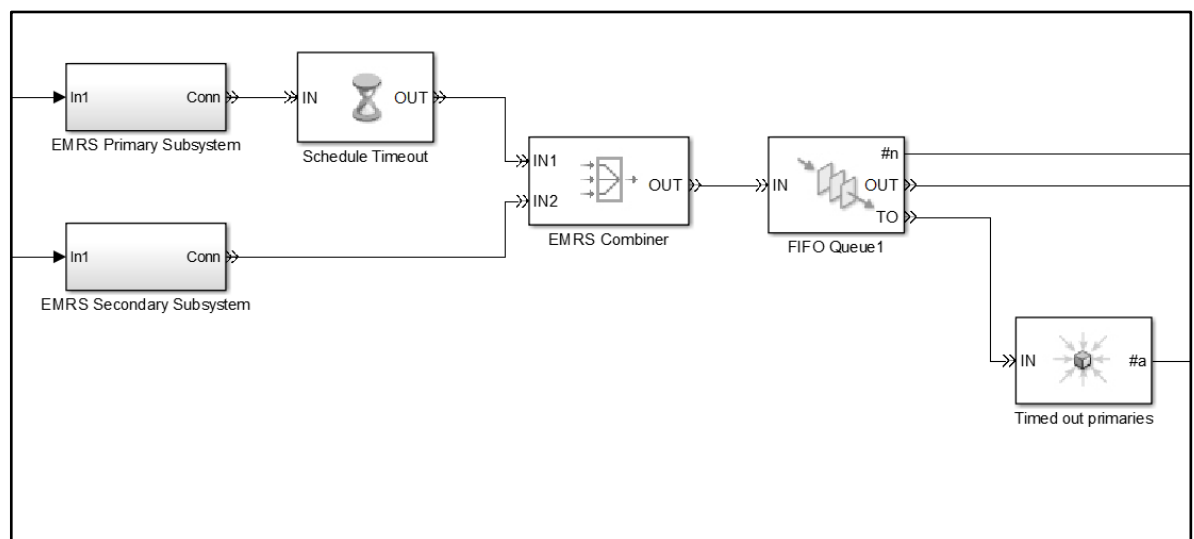 In1 Conn
EMRS Primary Subsystem
IN OUT
Schedule Timeout
IN1
OUT
IN2
EMRS Combiner
#n
IN OUT
TO
FIFO Queue1
In1 Conn
EMRS Secondary Subsystem
IN #a
Timed out primaries